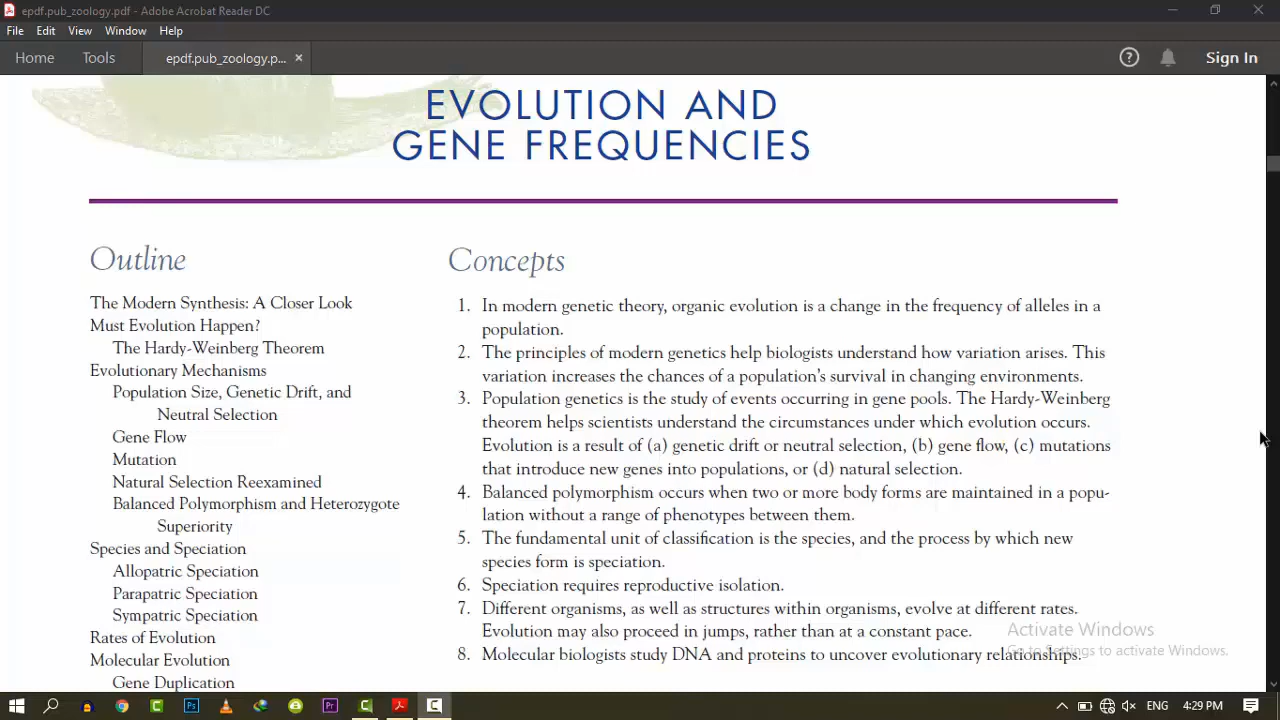 epdf.pub_zoology.pdf - Adobe Acrobat Reader DC
File Edit View Window Help
Home Tools epdf.pub_zoology.p... × Sign In
EVOLUTION AND
GENE FREQUENCIES
Outline
The Modern Synthesis: A Closer Look
Must Evolution Happen?
The Hardy-Weinberg Theorem
Evolutionary Mechanisms
Population Size, Genetic Drift, and
Neutral Selection
Gene Flow
Mutation
Natural Selection Reexamined
Balanced Polymorphism and Heterozygote
Superiority
Species and Speciation
Allopatric Speciation
Parapatric Speciation
Sympatric Speciation
Rates of Evolution
Molecular Evolution
Gene Duplication
Concepts
1. In modern genetic theory, organic evolution is a change in the frequency of alleles in a
population.
2. The principles of modern genetics help biologists understand how variation arises. This
variation increases the chances of a population's survival in changing environments.
3. Population genetics is the study of events occurring in gene pools. The Hardy-Weinberg
theorem helps scientists understand the circumstances under which evolution occurs.
Evolution is a result of (a) genetic drift or neutral selection, (b) gene flow, (c) mutations
that introduce new genes into populations, or (d) natural selection.
4. Balanced polymorphism occurs when two or more body forms are maintained in a popu-
lation without a range of phenotypes between them.
5. The fundamental unit of classification is the species, and the process by which new
species form is speciation.
6. Speciation requires reproductive isolation.
7. Different organisms, as well as structures within organisms, evolve at different rates.
Evolution may also proceed in jumps, rather than at a constant pace.
8. Molecular biologists study DNA and proteins to uncover evolutionary relationships.
Activate Windows
Go to Settings to activate Windows.
ENG 4:29 PM